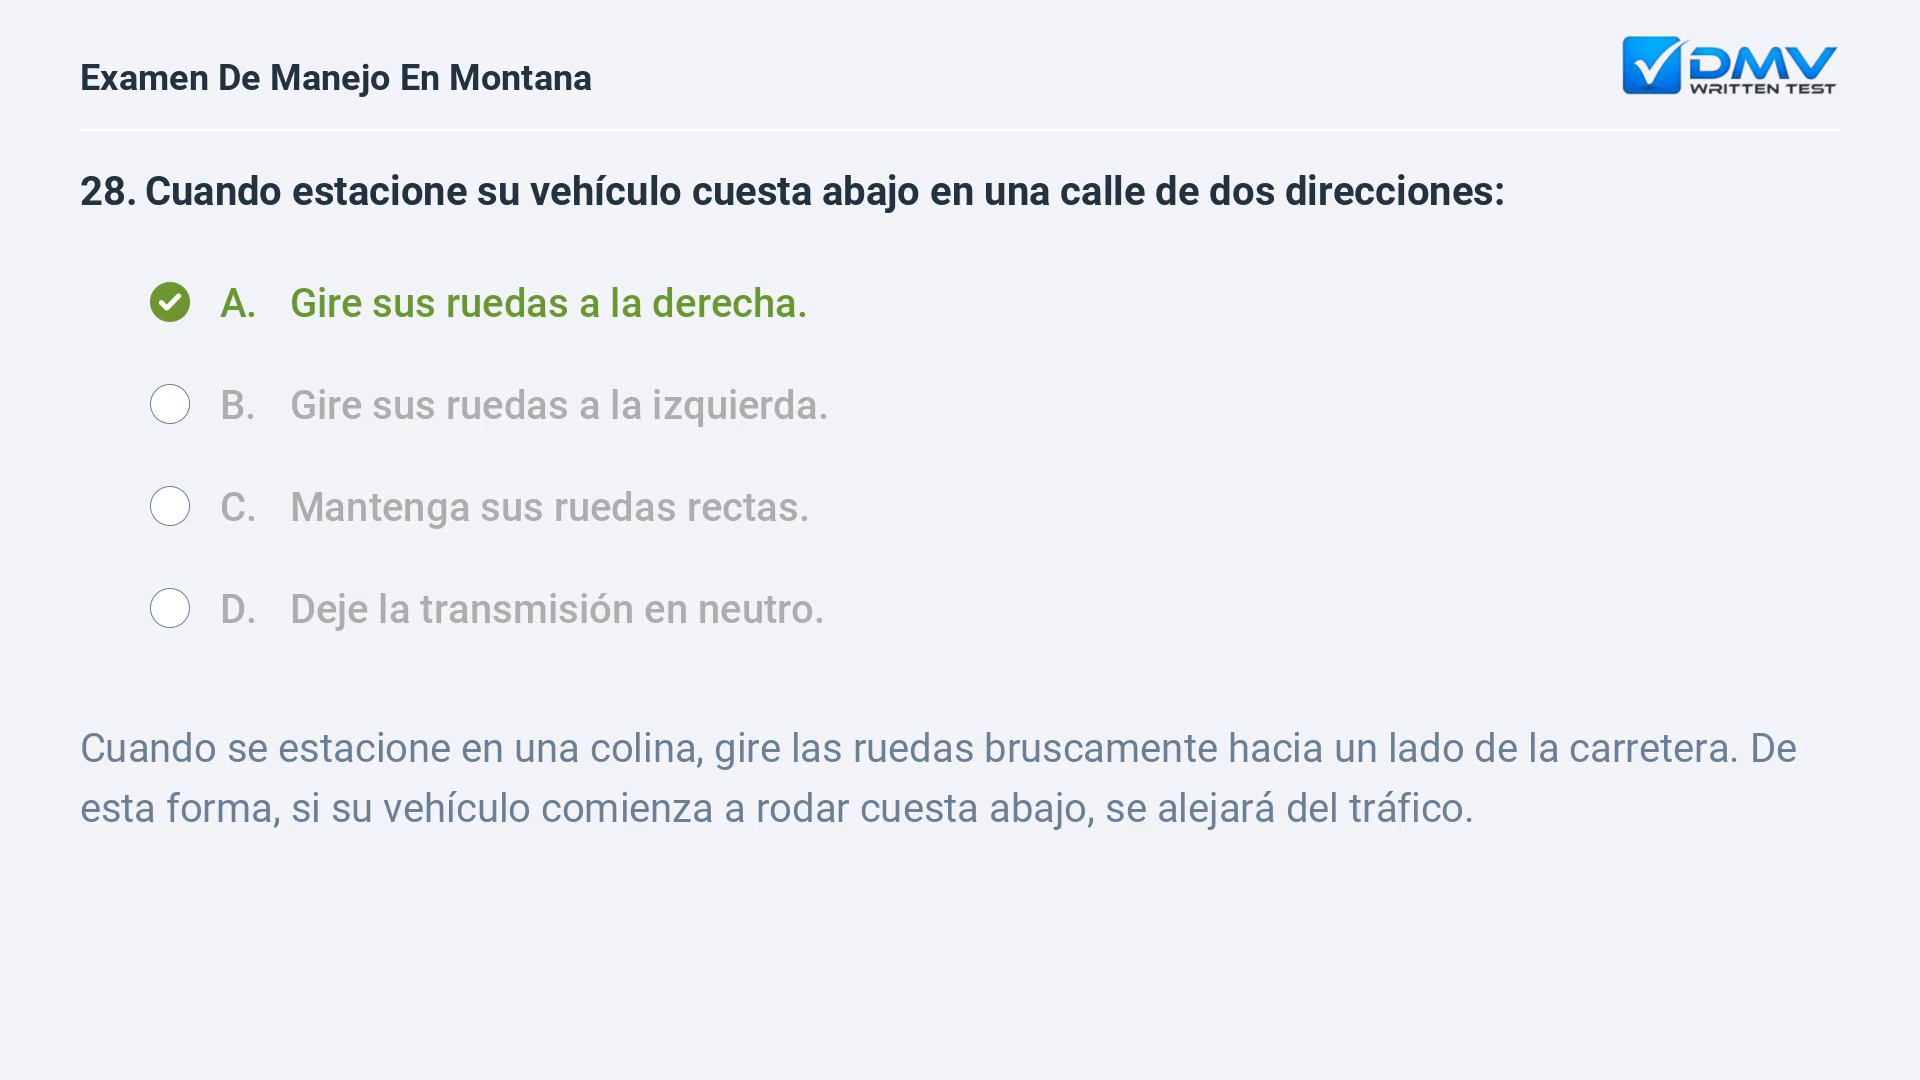 Examen De Manejo En Montana
DMV
WRITTEN TEST
28. Cuando estacione su vehículo cuesta abajo en una calle de dos direcciones:
A. Gire sus ruedas a la derecha.
B. Gire sus ruedas a la izquierda.
C. Mantenga sus ruedas rectas.
D. Deje la transmisión en neutro.
Cuando se estacione en una colina, gire las ruedas bruscamente hacia un lado de la carretera. De
esta forma, si su vehículo comienza a rodar cuesta abajo, se alejará del tráfico.